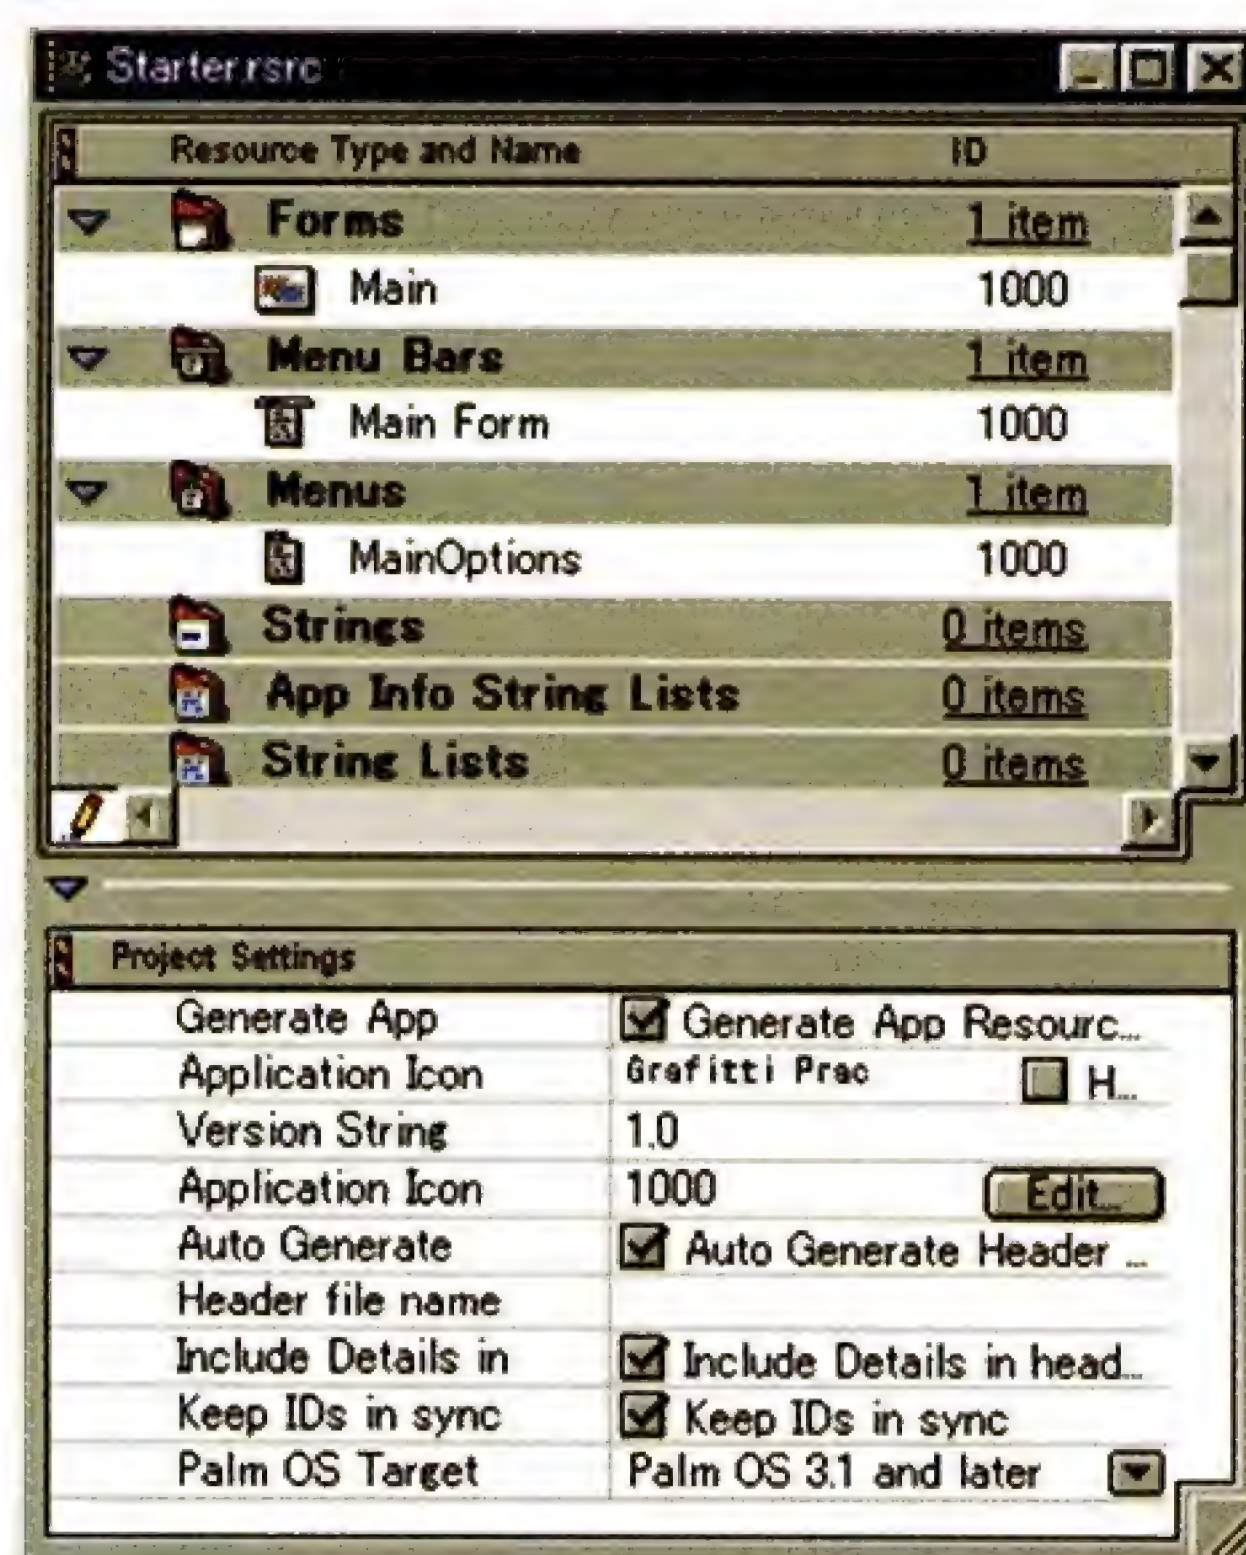 Starter.rsrc
Resource Type and Name ID
Forms 1 item
Main 1000
Menu Bars 1 item
Main Form 1000
Menus 1 item
MainOptions 1000
Strings 0 items
App Info String Lists 0 items
String Lists 0 items
Project Settings
Generate App Generate App Resourc...
Application Icon Grafitti Prac H...
Version String 1.0
Application Icon 1000 Edit...
Auto Generate Auto Generate Header ...
Header file name
Include Details in Include Details in head...
Keep IDs in sync Keep IDs in sync
Palm OS Target Palm OS 3.1 and later